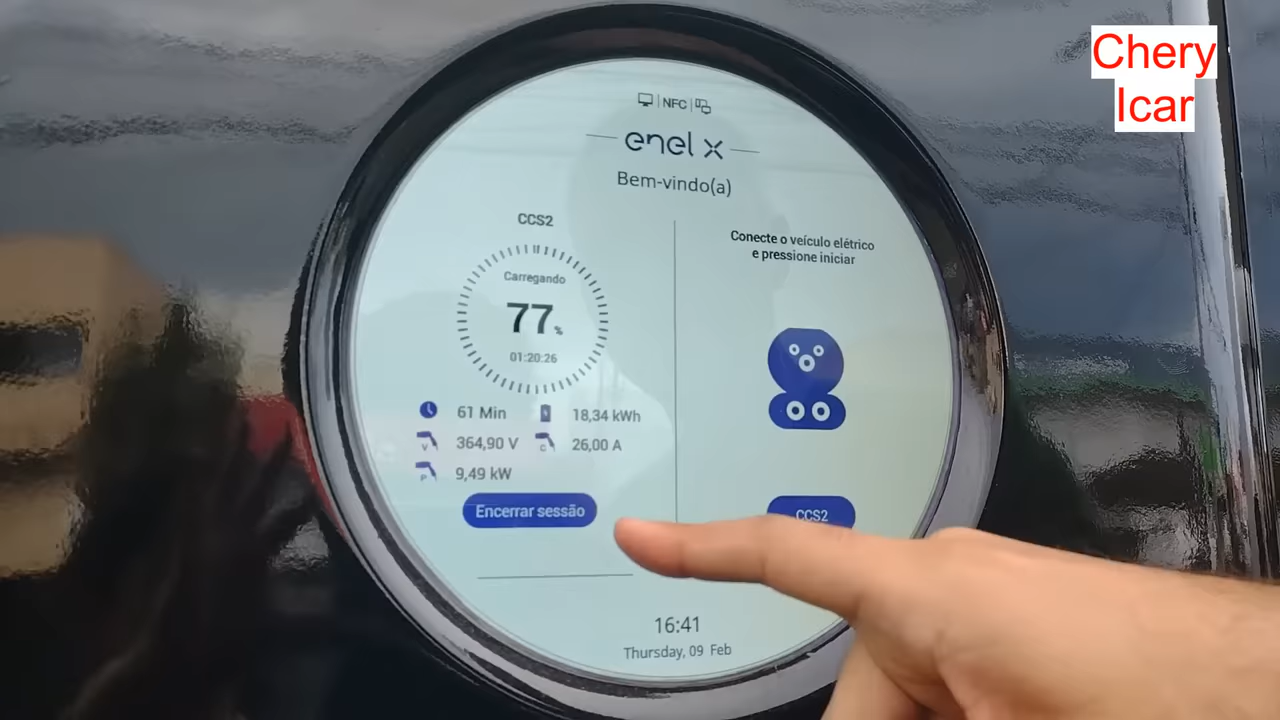 Chery
Icar
NFC
enel x
Bem-vindo(a)
CCS2
Carregando
77%
01:20:26
61 Min
18,34 kWh
V
364,90 V
C
26,00 A
P
9,49 kW
Encerrar sessão
Conecte o veículo elétrico
e pressione iniciar
CCS2
16:41
Thursday, 09 Feb